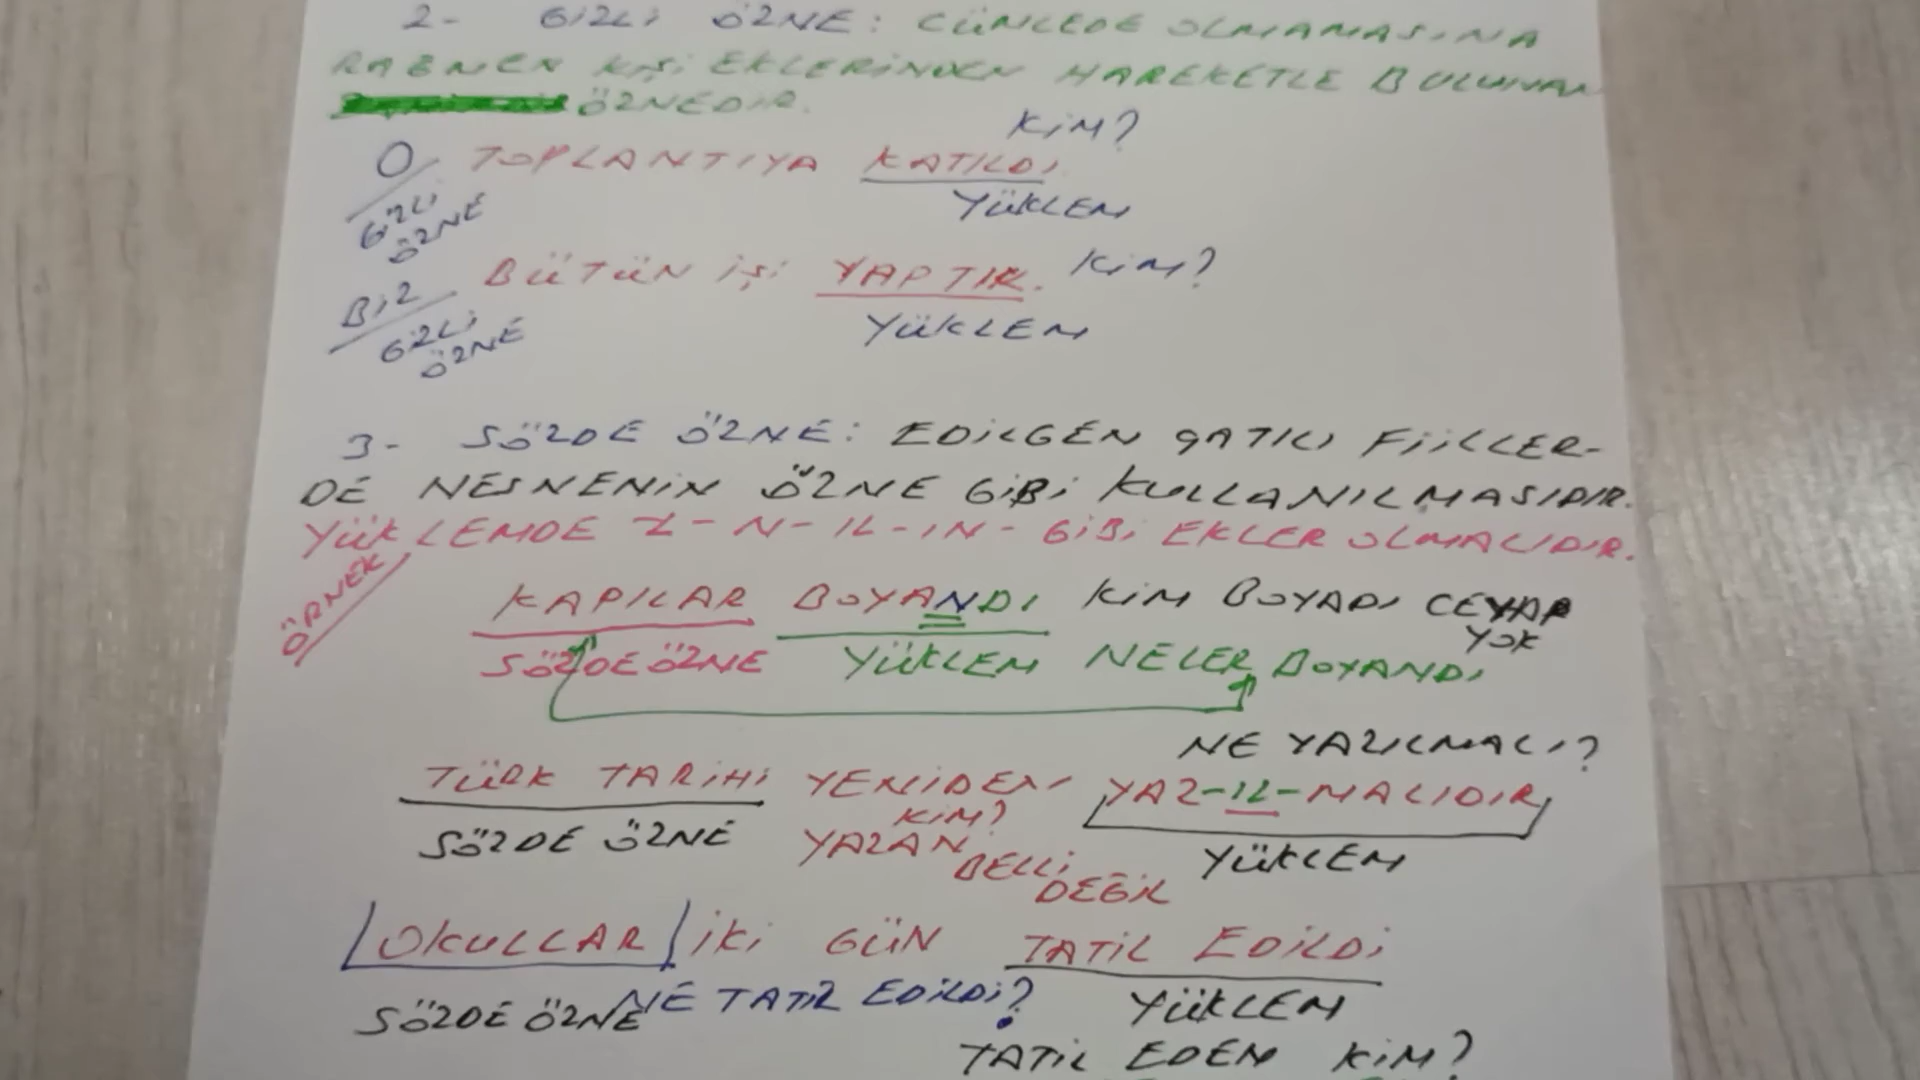 2- GİZLİ ÖZNE: CÜMLEDE OLMAMASINA
RAĞMEN KİŞİ EKLERİNDEN HAREKETLE BULUNAN
ÖZNEDİR.
KİM?
O TOPLANTIYA KATILDI
GİZLİ ÖZNE YÜKLEM
BİZ BÜTÜN İŞİ YAPTIK. KİM?
GİZLİ ÖZNE YÜKLEM
3- SÖZDE ÖZNE: EDİLGEN ÇATILI FİİLLER-
DE NESNENİN ÖZNE GİBİ KULLANILMASIDIR.
YÜKLEMDE L-N-IL-IN- GİBİ EKLER OLMALIDIR.
ÖRNEK
KAPILAR BOYANDI KİM BOYADI CEVAP
YOK
SÖZDE ÖZNE YÜKLEM NELER BOYANDI
NE YAZILMALI?
TÜRK TARİHİ YENİDEN YAZ-IL-MALIDIR
KİM?
SÖZDE ÖZNE YAZAN BELLİ DEĞİL YÜKLEM
OKULLAR İKİ GÜN TATİL EDİLDİ
SÖZDE ÖZNE NE TATİL EDİLDİ? YÜKLEM
TATİL EDEN KİM?